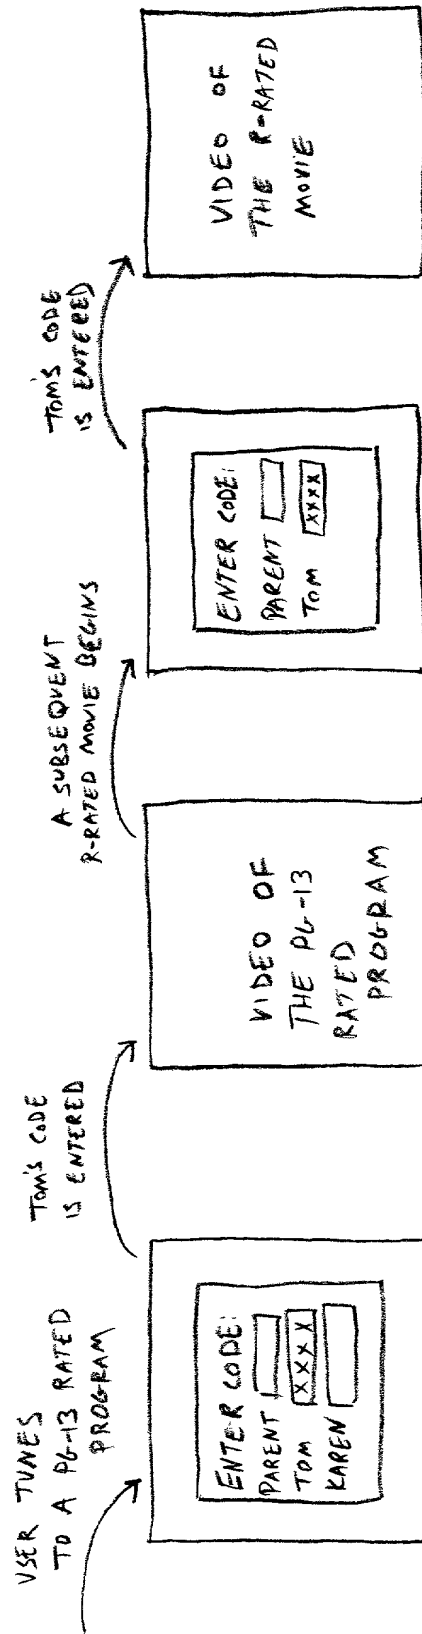 USER TUNES
TO A PG-13 RATED
PROGRAM
ENTER CODE:
PARENT
TOM XXXX
KAREN
TOM'S CODE
IS ENTERED
VIDEO OF
THE PG-13
RATED
PROGRAM
A SUBSEQUENT
R-RATED MOVIE BEGINS
ENTER CODE:
PARENT
TOM XXXX
TOM'S CODE
IS ENTERED
VIDEO OF
THE R-RATED
MOVIE